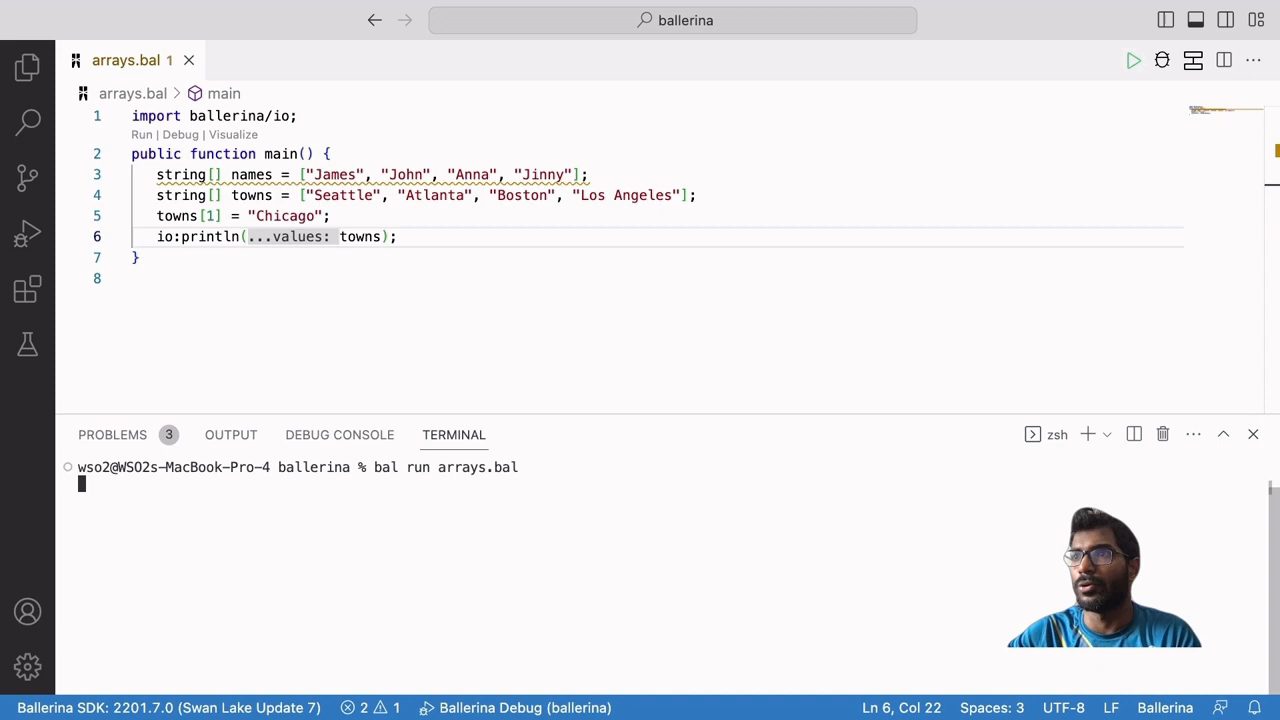 ballerina
arrays.bal 1
arrays.bal > main
1 import ballerina/io;
Run | Debug | Visualize
2 public function main() {
3 string[] names = ["James", "John", "Anna", "Jinny"];
4 string[] towns = ["Seattle", "Atlanta", "Boston", "Los Angeles"];
5 towns[1] = "Chicago";
6 io:println(...values: towns);
7 }
8
PROBLEMS 3 OUTPUT DEBUG CONSOLE TERMINAL zsh
wso2@WSO2s-MacBook-Pro-4 ballerina % bal run arrays.bal
Ballerina SDK: 2201.7.0 (Swan Lake Update 7) 2 1 Ballerina Debug (ballerina) Ln 6, Col 22 Spaces: 3 UTF-8 LF Ballerina